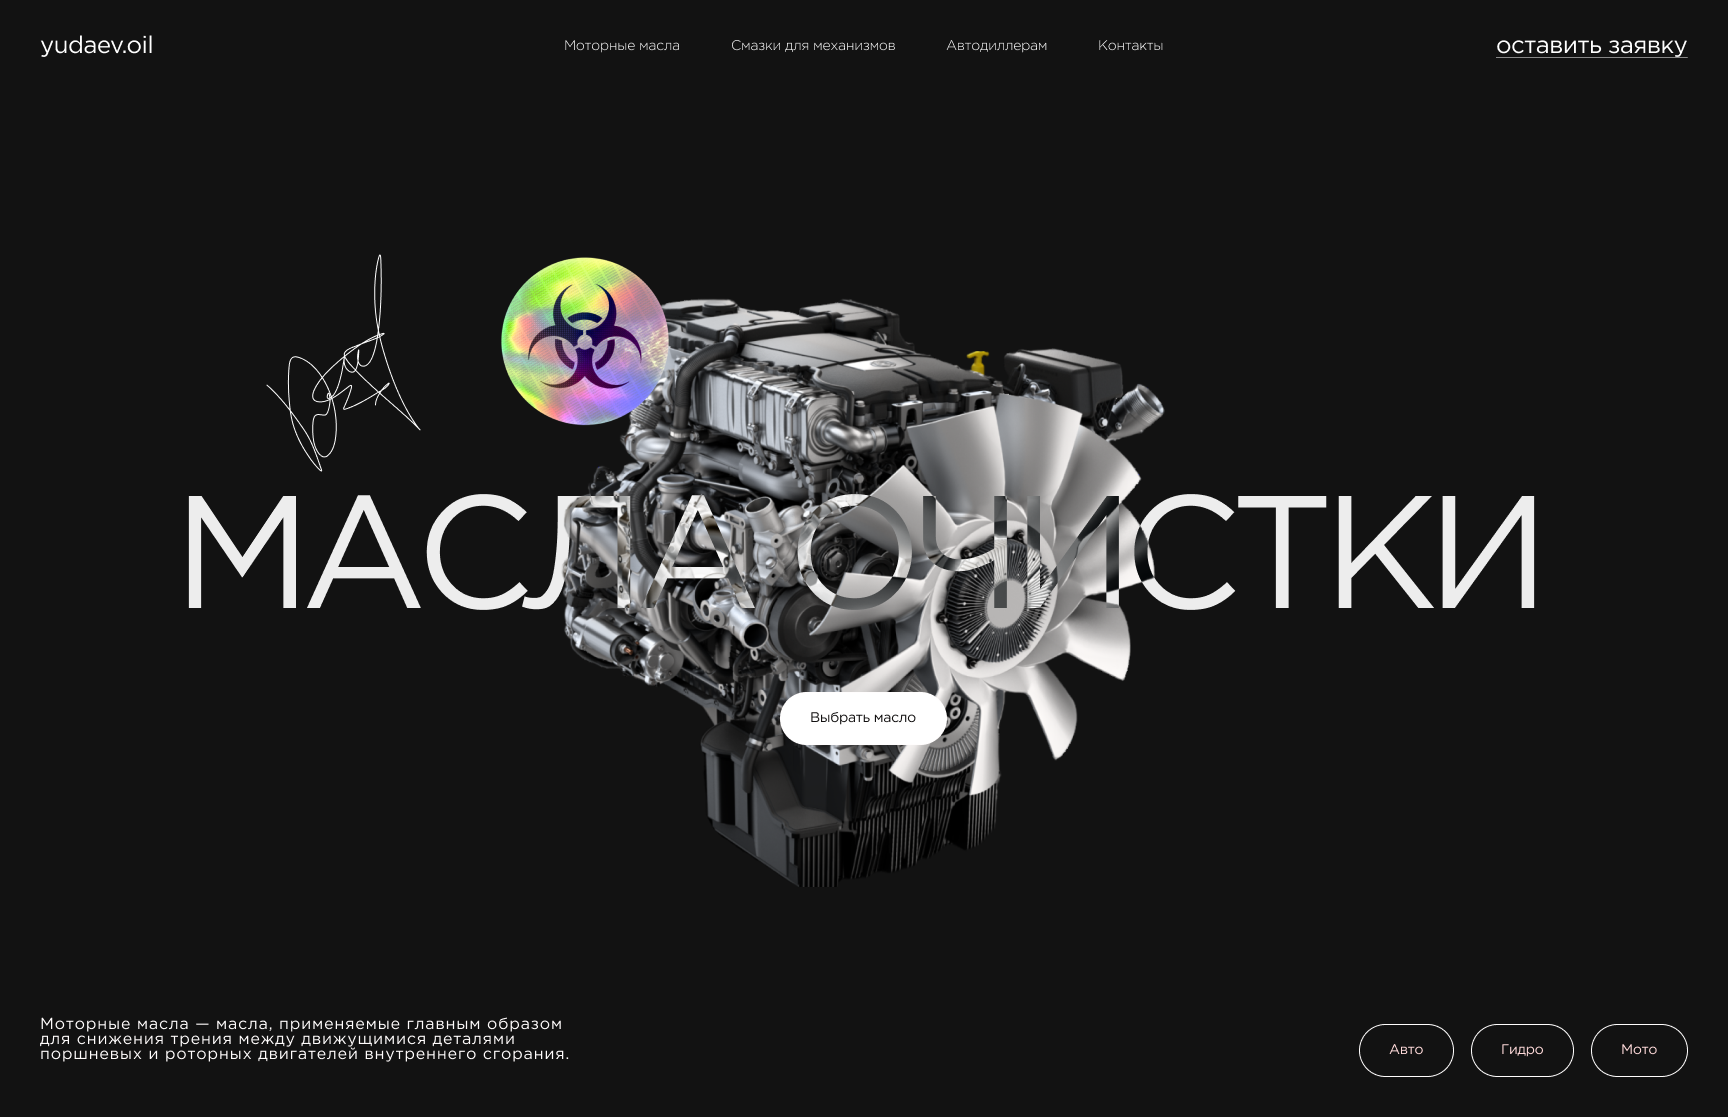 yudaev.oil
Моторные масла
Смазки для механизмов
Автодиллерам
Контакты
оставить заявку
МАСЛА ОЧИСТКИ
Выбрать масло
Моторные масла — масла, применяемые главным образом
для снижения трения между движущимися деталями
поршневых и роторных двигателей внутреннего сгорания.
Авто
Гидро
Мото